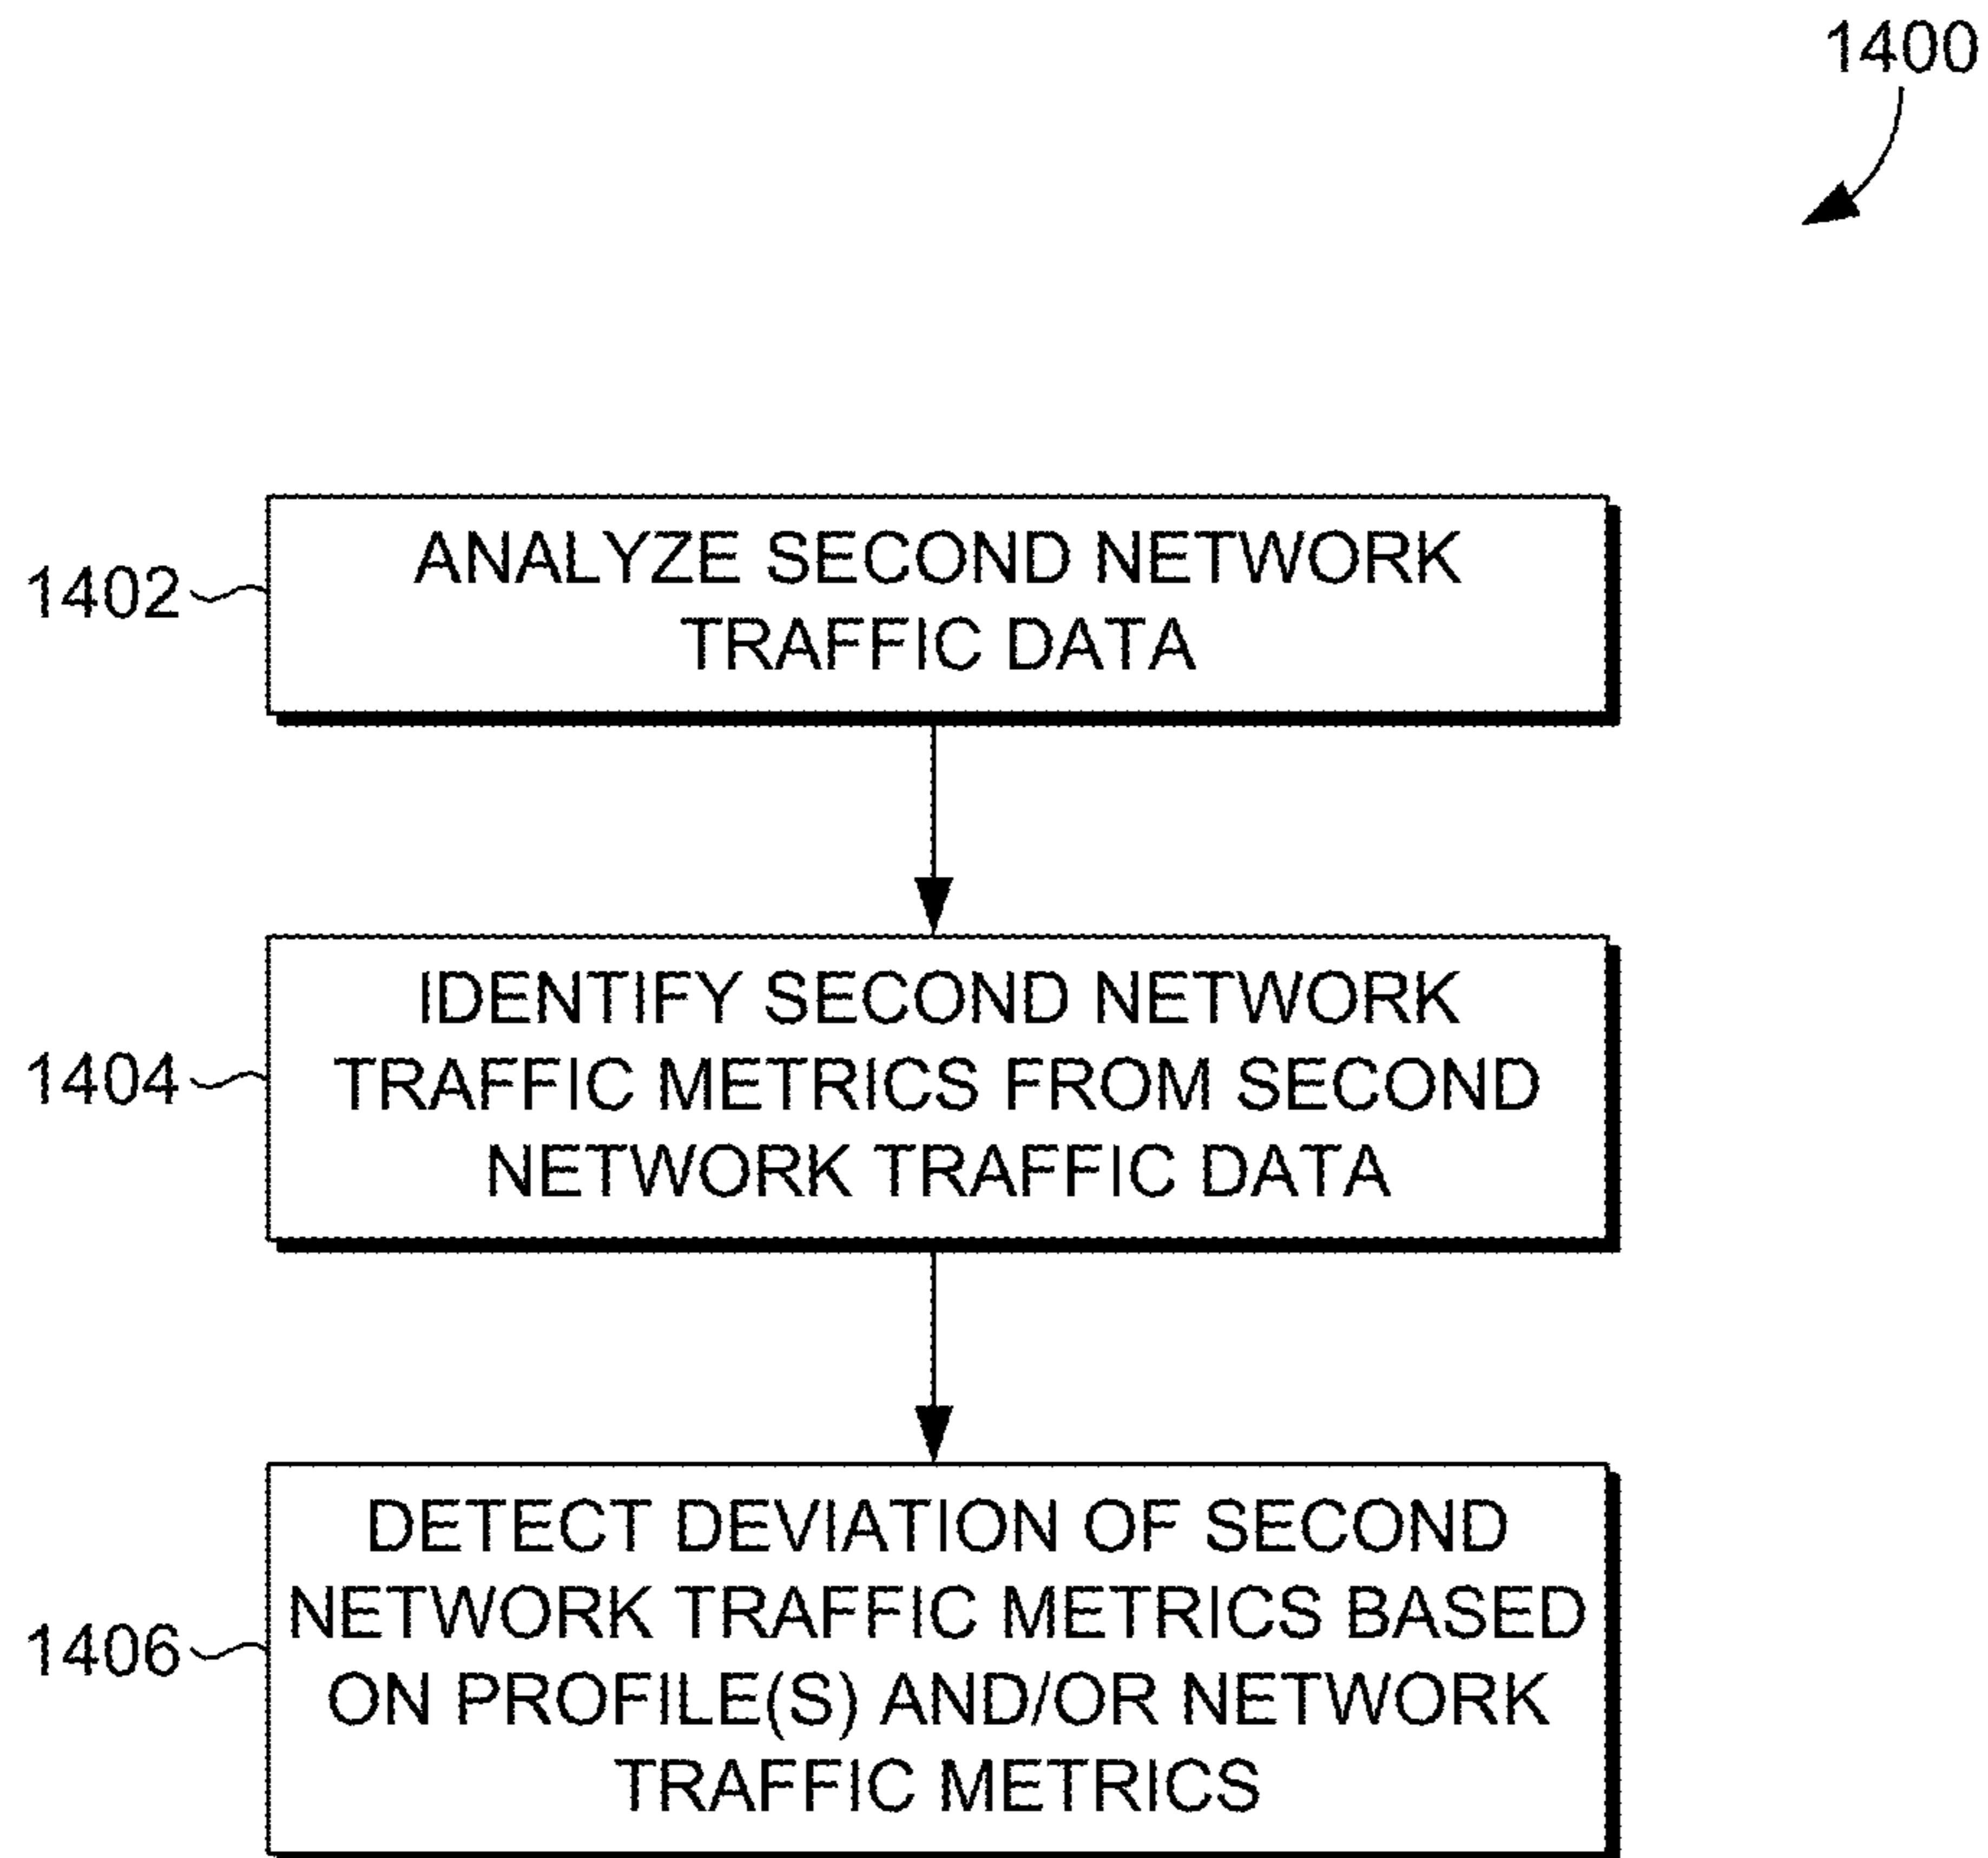 1400
1402
ANALYZE SECOND NETWORK
TRAFFIC DATA
1404
IDENTIFY SECOND NETWORK
TRAFFIC METRICS FROM SECOND
NETWORK TRAFFIC DATA
1406
DETECT DEVIATION OF SECOND
NETWORK TRAFFIC METRICS BASED
ON PROFILE(S) AND/OR NETWORK
TRAFFIC METRICS